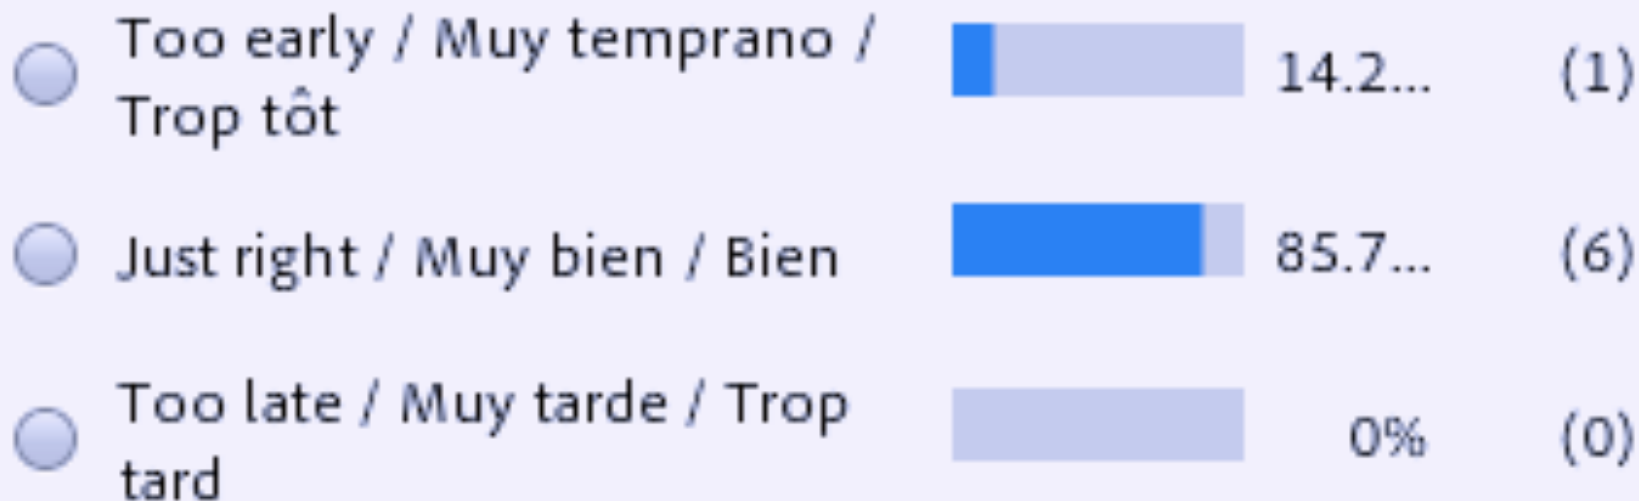 Too early / Muy temprano /
Trop tôt
14.2... (1)
Just right / Muy bien / Bien
85.7... (6)
Too late / Muy tarde / Trop
tard
0% (0)